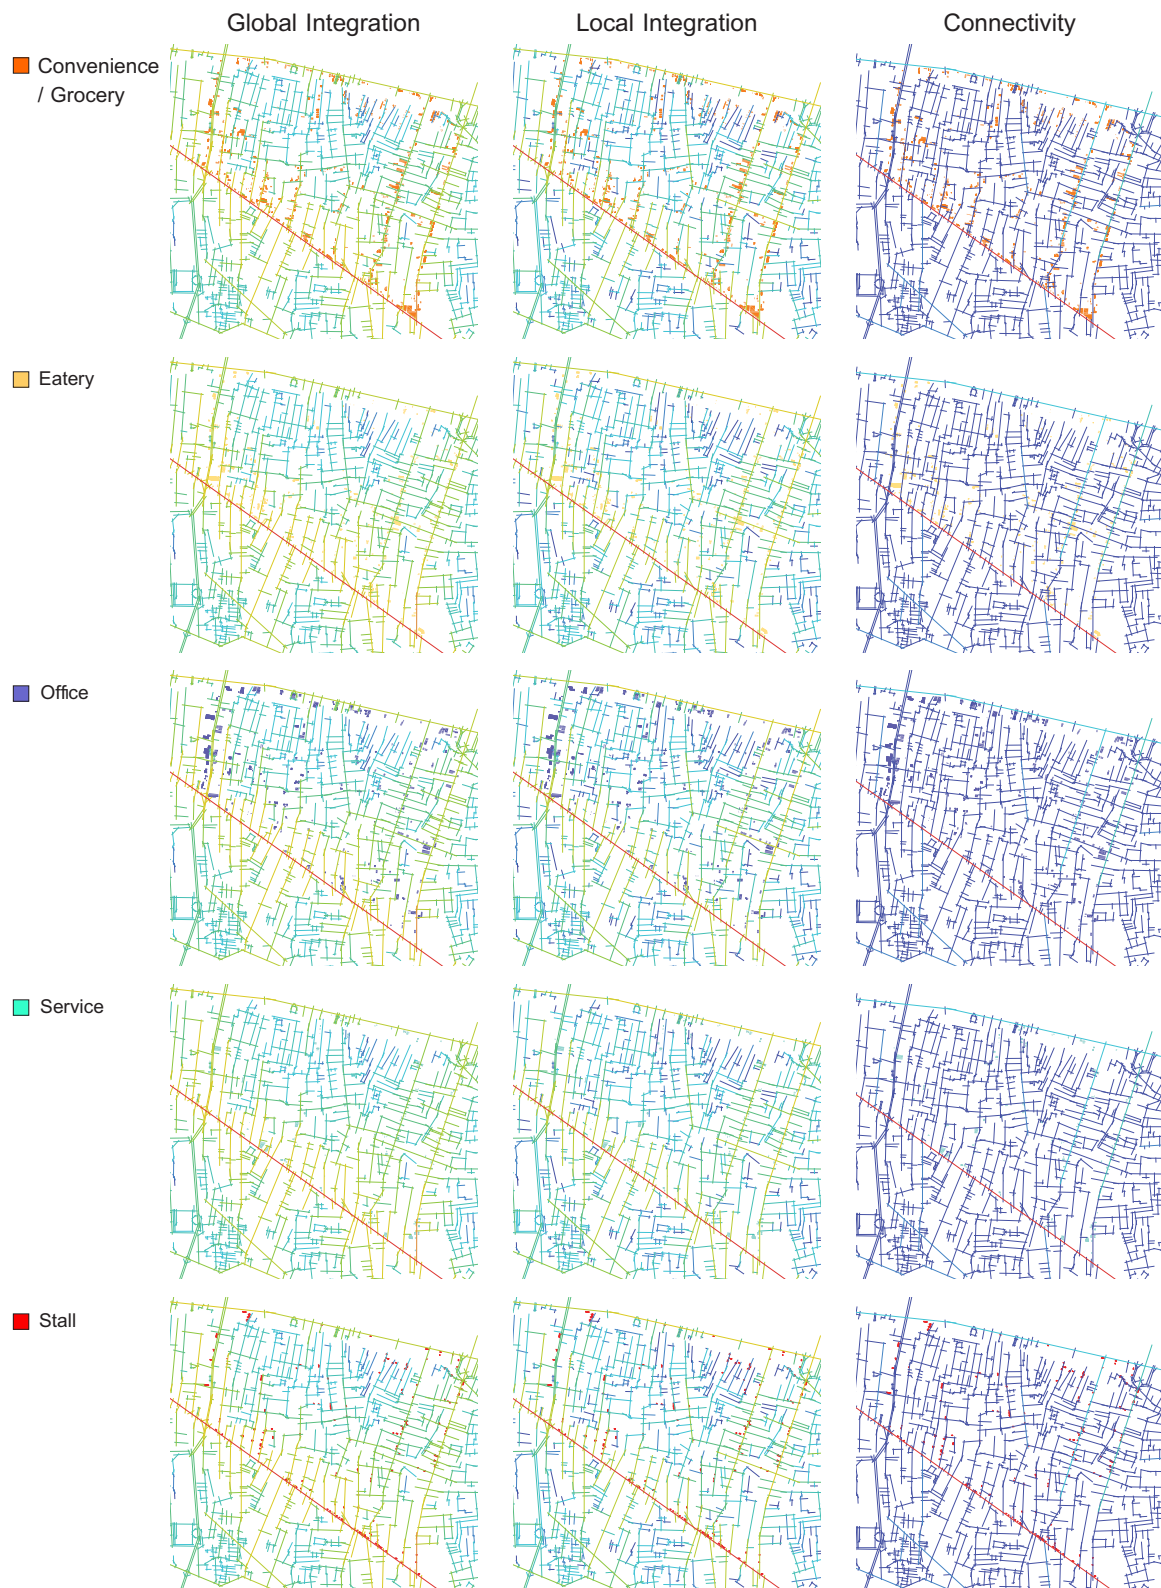 Global Integration
Local Integration
Connectivity
Convenience
/ Grocery
Eatery
Office
Service
Stall